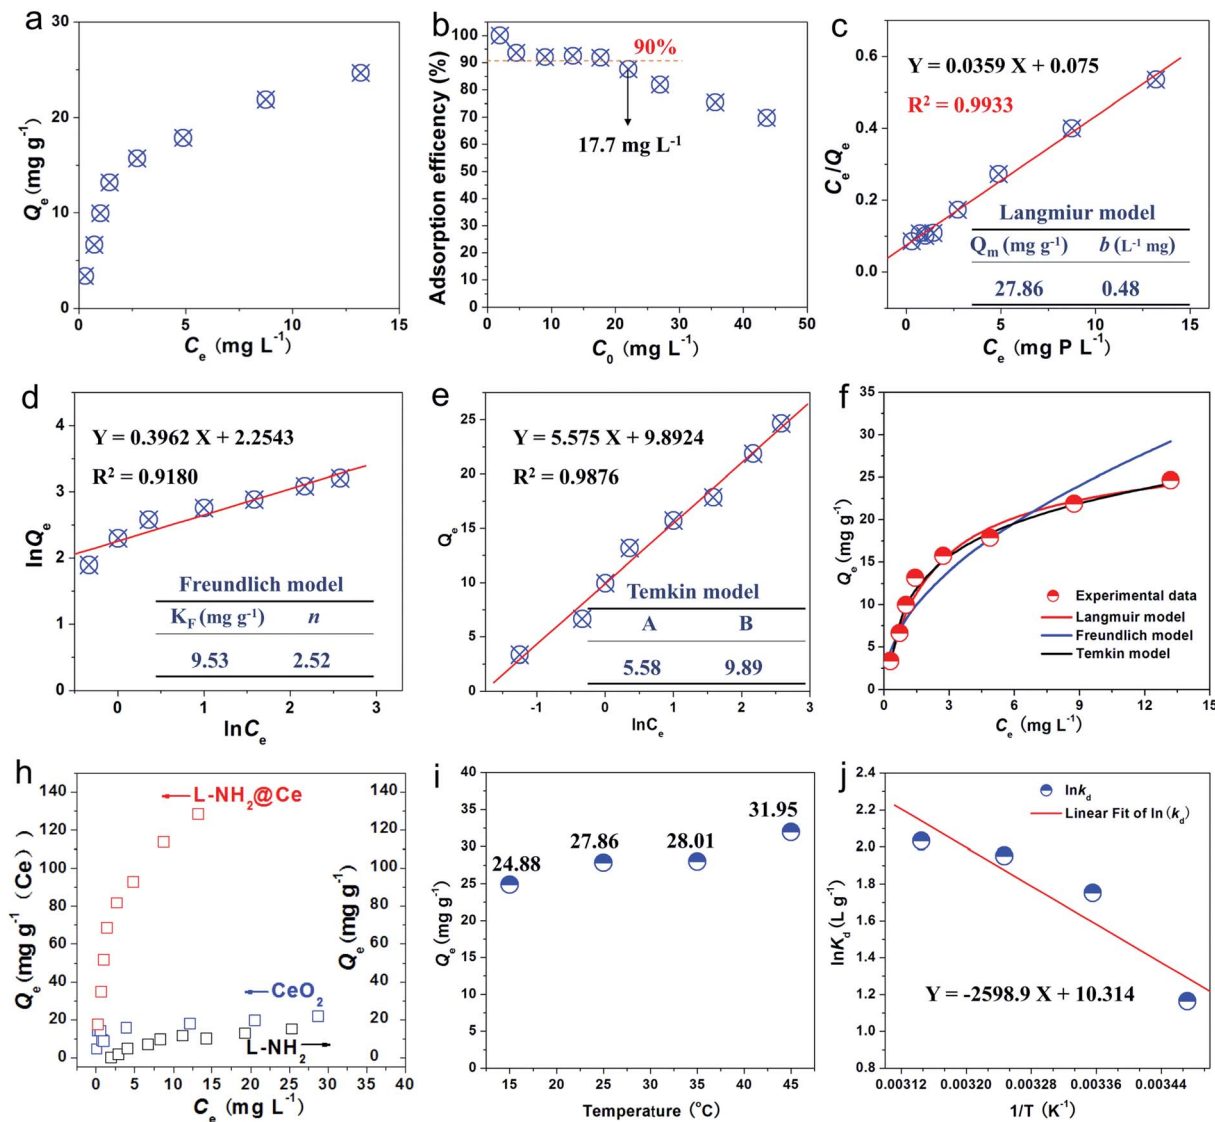 a
30
20
10
0
Qe (mg g-1)
0 5 10 15
Ce (mg L-1)
b
100
90
80
70
60
50
40
30
20
10
0
Adsorption efficency (%)
90%
17.7 mg L-1
0 10 20 30 40 50
C0 (mg L-1)
c
0.6
0.4
0.2
0.0
Ce/Qe
Y = 0.0359 X + 0.075
R2 = 0.9933
Langmiur model
Qm (mg g-1) b (L-1 mg)
27.86 0.48
0 5 10 15
Ce (mg P L-1)
d
4
3
2
1
0
lnQe
Y = 0.3962 X + 2.2543
R2 = 0.9180
Freundlich model
KF (mg g-1) n
9.53 2.52
0 1 2 3
lnCe
e
25
20
15
10
5
0
Qe
Y = 5.575 X + 9.8924
R2 = 0.9876
Temkin model
A B
5.58 9.89
-1 0 1 2 3
lnCe
f
35
30
25
20
15
10
5
0
Qe (mg g-1)
Experimental data
Langmuir model
Freundlich model
Temkin model
0 3 6 9 12 15
Ce (mg L-1)
h
140
120
100
80
60
40
20
0
Qe (mg g-1 (Ce))
L-NH2@Ce
CeO2
L-NH2
140
120
100
80
60
40
20
0
Qe (mg g-1)
0 5 10 15 20 25 30 35 40
Ce (mg L-1)
i
40
35
30
25
20
15
10
5
0
Qe (mg g-1)
24.88
27.86
28.01
31.95
15 20 25 30 35 40 45
Temperature (oC)
j
2.4
2.2
2.0
1.8
1.6
1.4
1.2
1.0
0.8
lnKd (L g-1)
lnkd
Linear Fit of ln (kd)
Y = -2598.9 X + 10.314
0.00312 0.00320 0.00328 0.00336 0.00344
1/T (K-1)